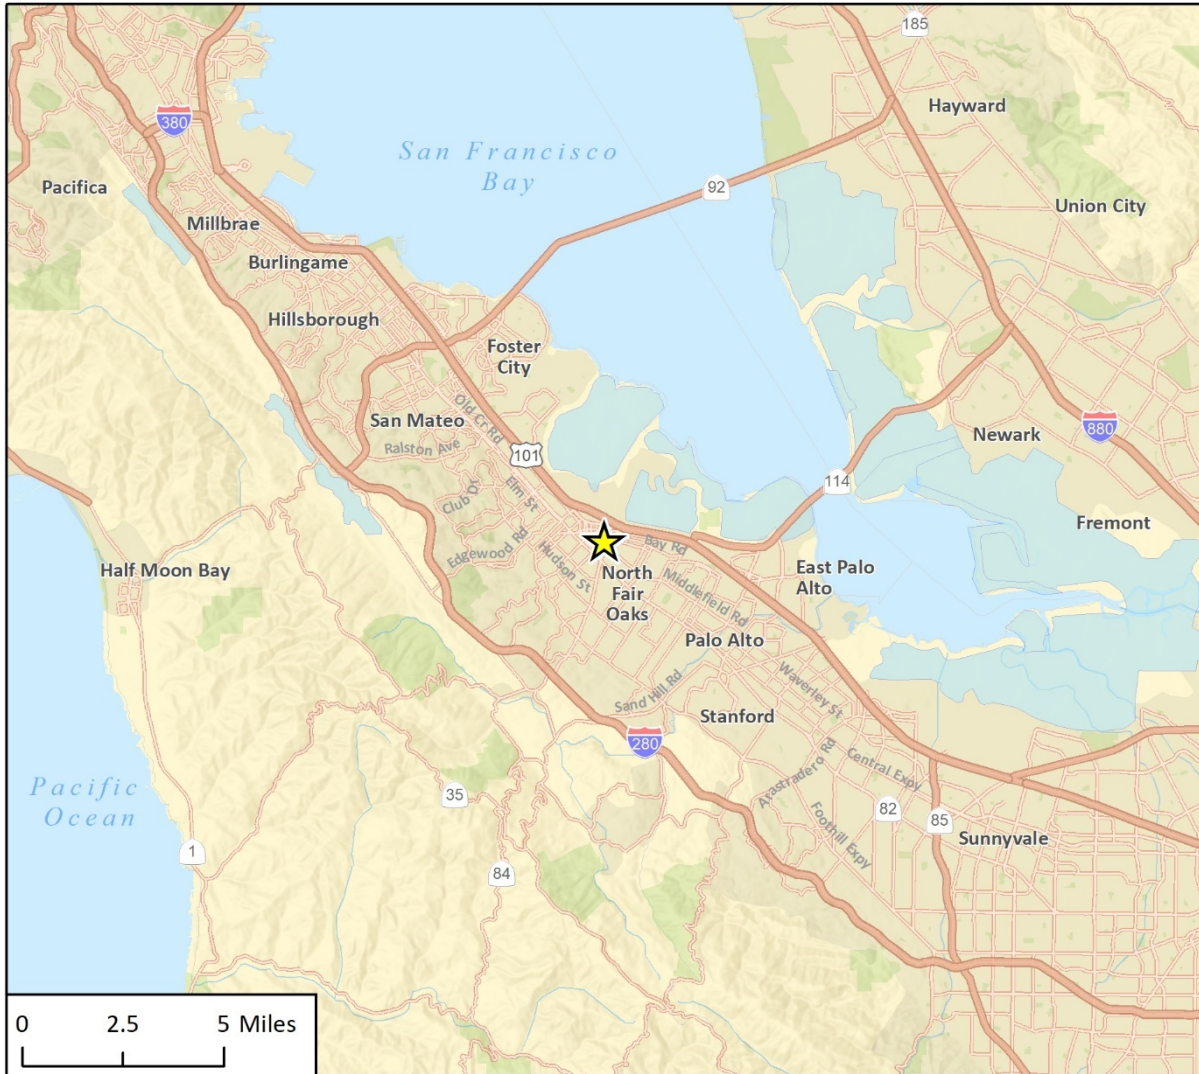 185
Hayward
380
San Francisco
Bay
Pacifica
92
Union City
Millbrae
Burlingame
Hillsborough
Foster
City
San Mateo
Old Cr Rd
Ralston Ave
101
880
Newark
114
Club Dr
Elm St
Fremont
Edgewood Rd
Hudson St
Bay Rd
Half Moon Bay
North
Fair
Oaks
Middlefield Rd
East Palo
Alto
Palo Alto
Sand Hill Rd
Waverley St
Stanford
280
Pacific
Ocean
35
Arastradero Rd
Central Expy
82
85
Foothill Expy
Sunnyvale
1
84
0 2.5 5 Miles